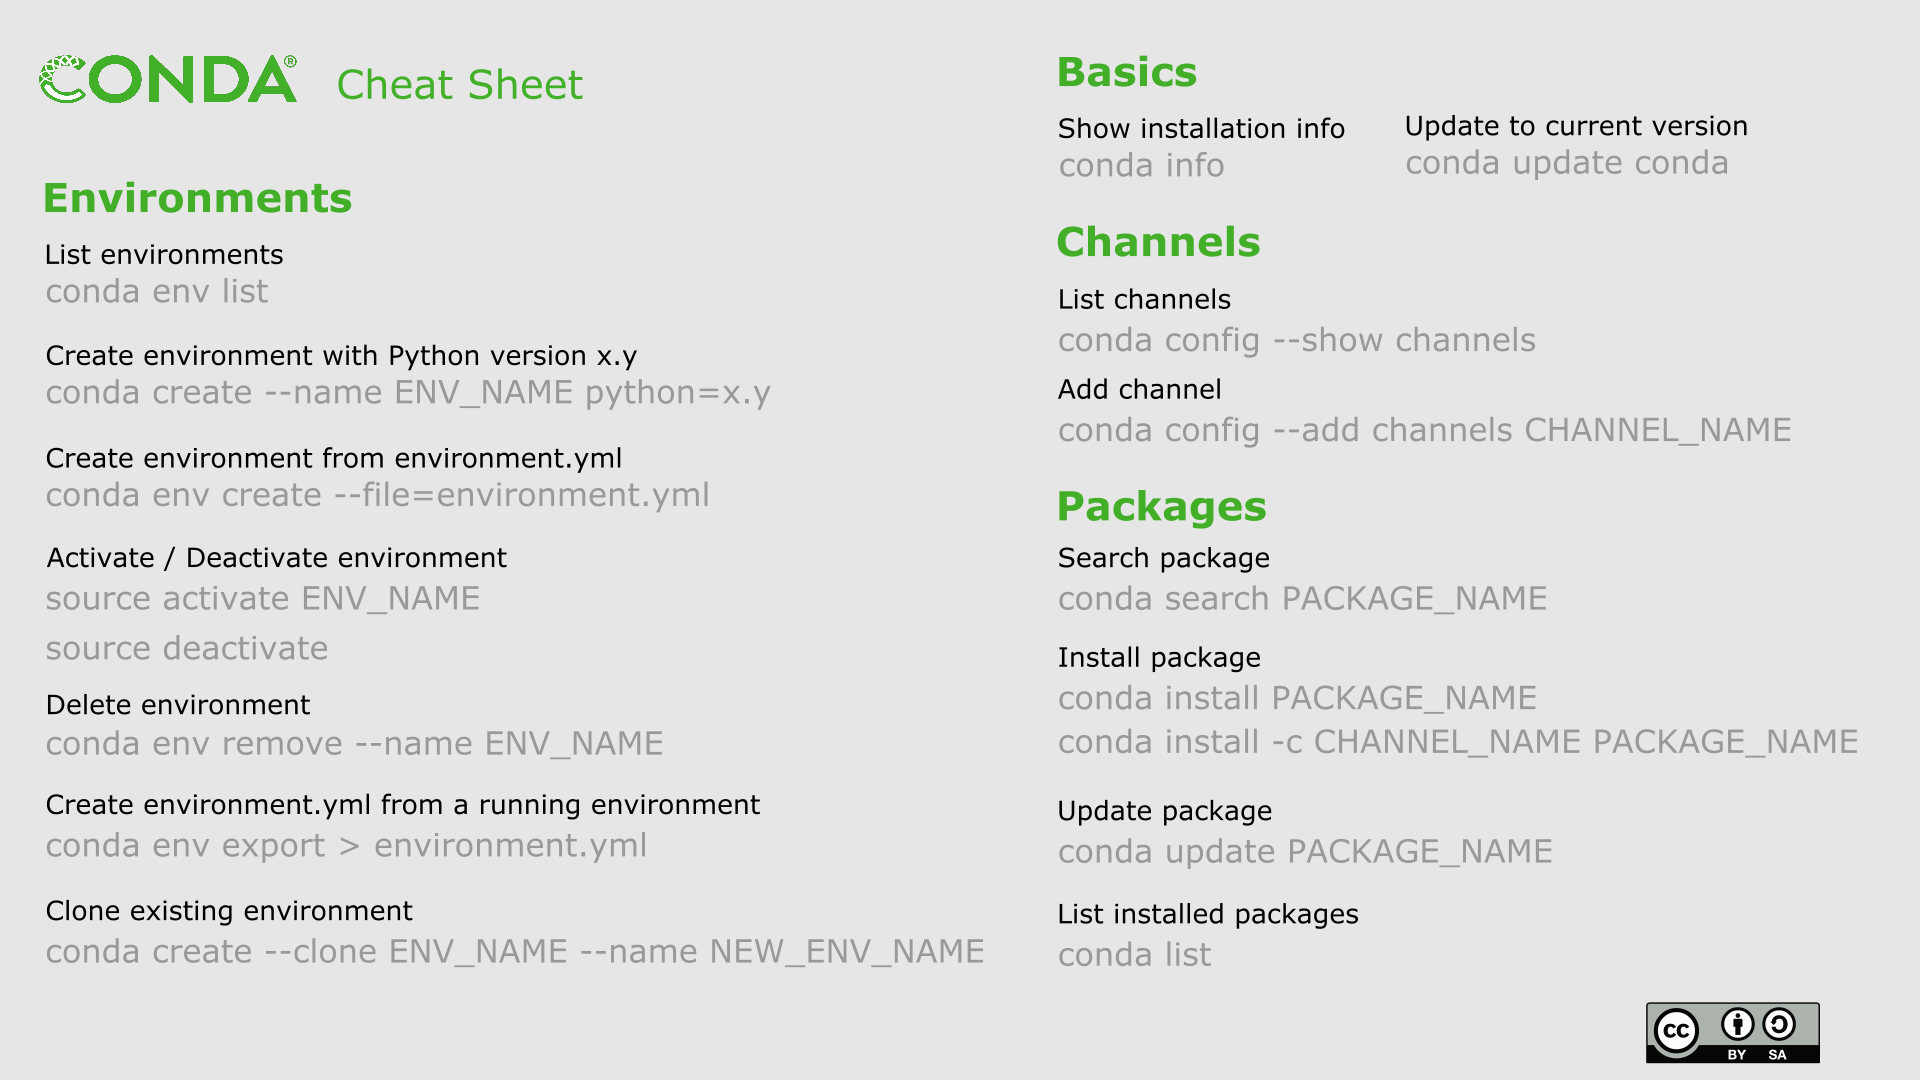 CONDA® Cheat Sheet
Environments
List environments
conda env list
Create environment with Python version x.y
conda create --name ENV_NAME python=x.y
Create environment from environment.yml
conda env create --file=environment.yml
Activate / Deactivate environment
source activate ENV_NAME
source deactivate
Delete environment
conda env remove --name ENV_NAME
Create environment.yml from a running environment
conda env export > environment.yml
Clone existing environment
conda create --clone ENV_NAME --name NEW_ENV_NAME
Basics
Show installation info
conda info
Update to current version
conda update conda
Channels
List channels
conda config --show channels
Add channel
conda config --add channels CHANNEL_NAME
Packages
Search package
conda search PACKAGE_NAME
Install package
conda install PACKAGE_NAME
conda install -c CHANNEL_NAME PACKAGE_NAME
Update package
conda update PACKAGE_NAME
List installed packages
conda list
cc
BY SA